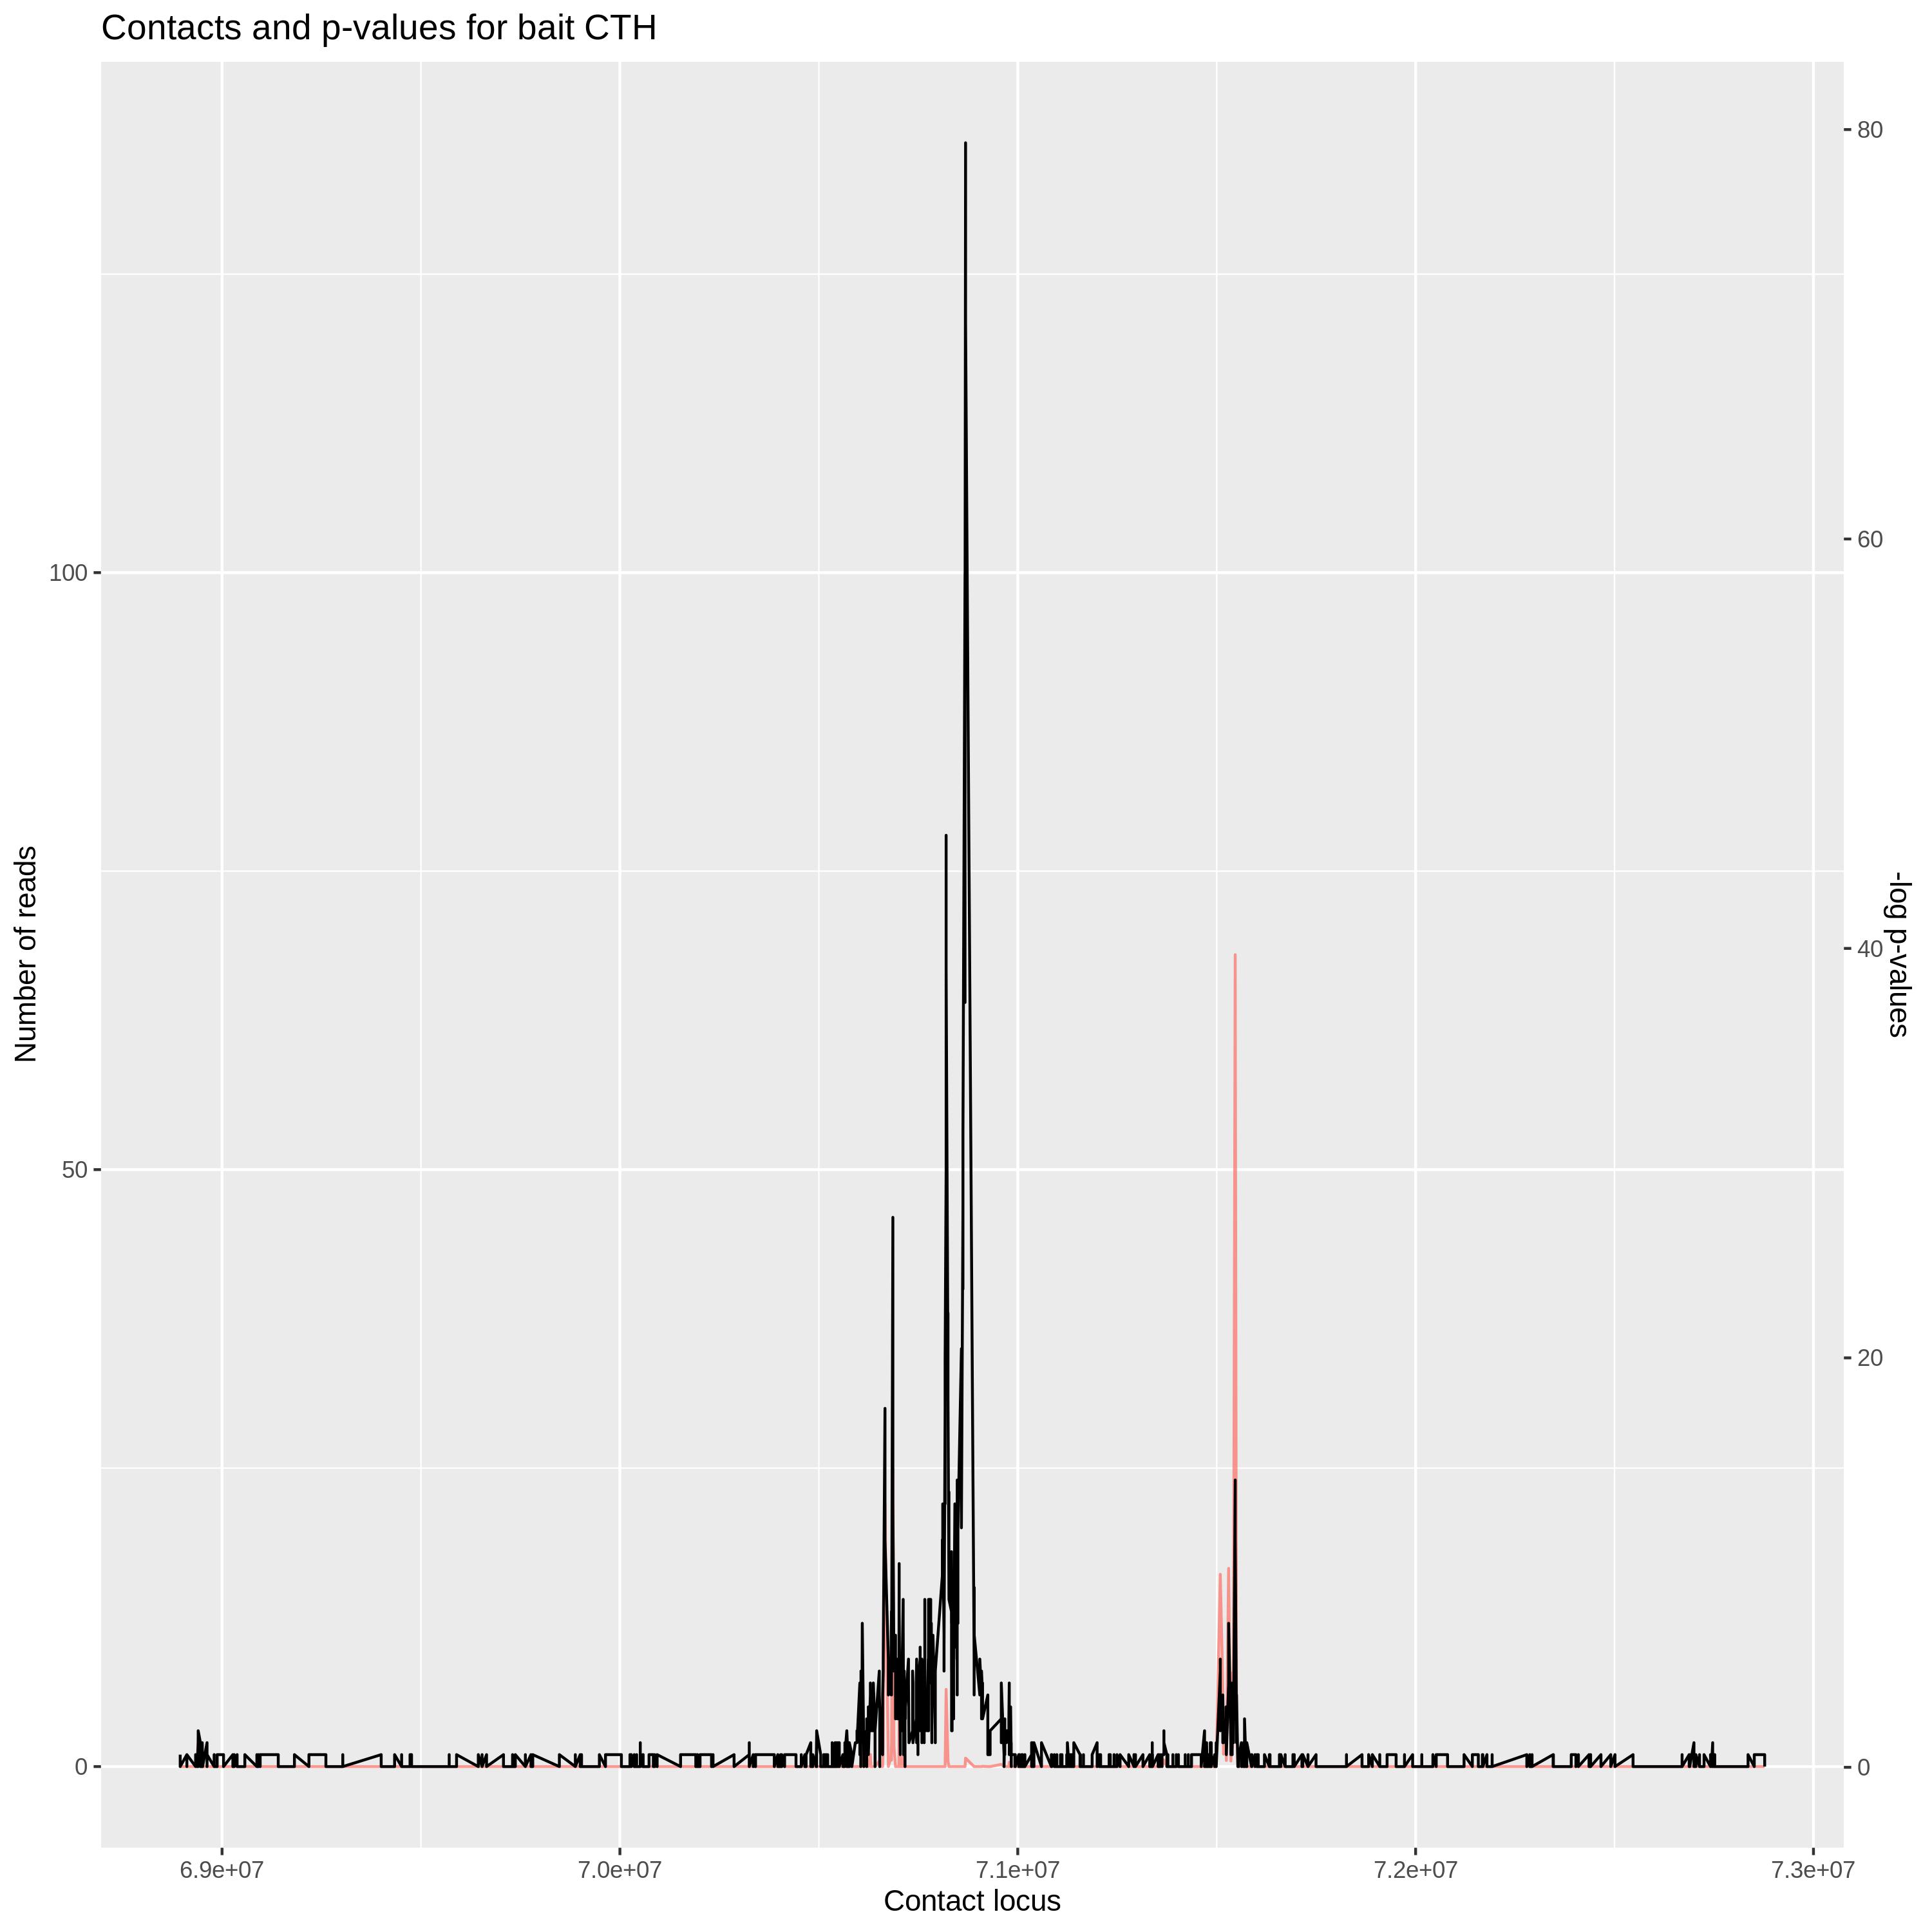 Contacts and p-values for bait CTH
80
60
100
Number of reads
-log p-values
40
50
20
0
0
6.9e+07
7.0e+07
7.1e+07
7.2e+07
7.3e+07
Contact locus